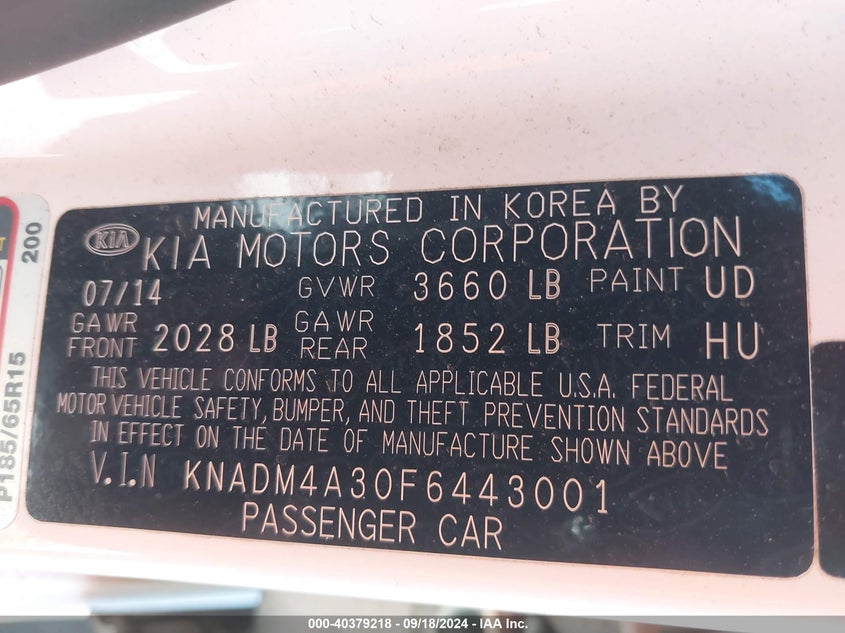 MANUFACTURED IN KOREA BY
KIA KIA MOTORS CORPORATION
07/14 GVWR 3660 LB PAINT UD
GAWR FRONT 2028 LB GAWR REAR 1852 LB TRIM HU
THIS VEHICLE CONFORMS TO ALL APPLICABLE U.S.A. FEDERAL
MOTOR VEHICLE SAFETY, BUMPER, AND THEFT PREVENTION STANDARDS
IN EFFECT ON THE DATE OF MANUFACTURE SHOWN ABOVE
V.I.N KNADM4A30F6443001
PASSENGER CAR
P185/65R15
200
000-40379218 - 09/18/2024 - IAA Inc.